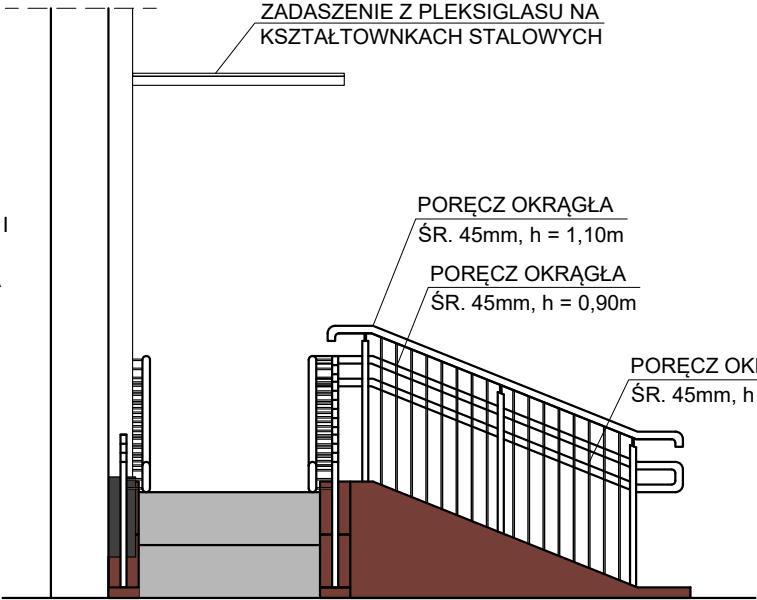 ZADASZENIE Z PLEKSIGLASU NA
KSZTAŁTOWNKACH STALOWYCH
PORĘCZ OKRĄGŁA
ŚR. 45mm, h = 1,10m
PORĘCZ OKRĄGŁA
ŚR. 45mm, h = 0,90m
PORĘCZ
ŚR. 45mm, h